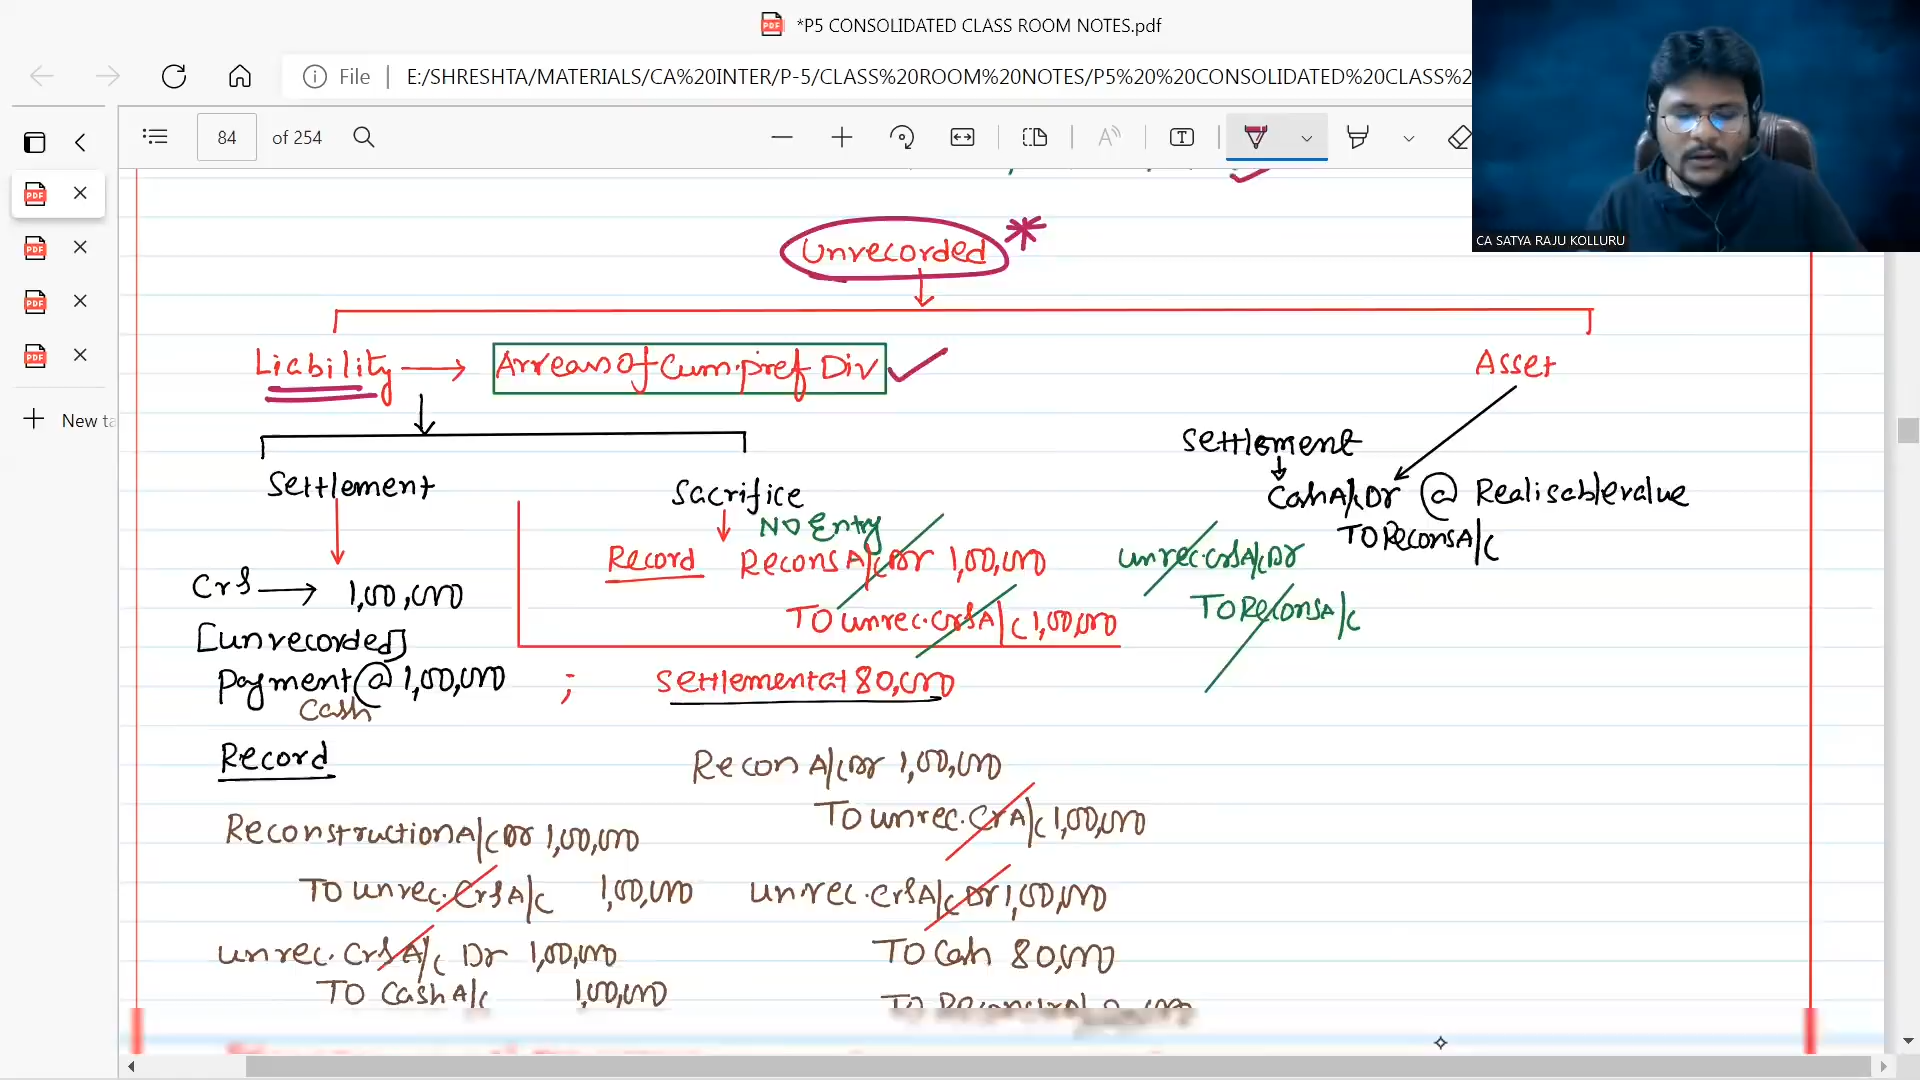 *P5 CONSOLIDATED CLASS ROOM NOTES.pdf
File
E:/SHRESHTA/MATERIALS/CA%20INTER/P-5/CLASS%20ROOM%20NOTES/P5%20%20CONSOLIDATED%20CLASS%2
84 of 254
CA SATYA RAJU KOLLURU
New ta
Unrecorded *
Liability → Arrears of Cum. pref Div
Asset
Settlement
Sacrifice
Settlement
Cash A/c Dr @ Realisable value
To Recons A/c
No Entry
Record Recons A/c Dr 1,00,000
To unrec. Crs A/c 1,00,000
unrec. crs A/c Dr
To Recons A/c
Crs → 1,00,000
[unrecorded]
Payment @ 1,00,000 ; Settlement at 80,000
Cash
Record
Reconstruction A/c Dr 1,00,000
To unrec. Crs A/c 1,00,000
unrec. Crs A/c Dr 1,00,000
To Cash A/c 1,00,000
Recon A/c Dr 1,00,000
To unrec. Cr A/c 1,00,000
unrec. crs A/c Dr 1,00,000
To Cash 80,000